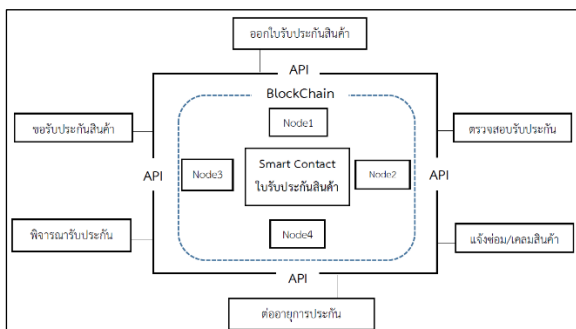 ออกใบรับประกันสินค้า
API
BlockChain
ขอรับประกันสินค้า
Node1
ตรวจสอบรับประกัน
API
Node3
Smart Contact
ใบรับประกันสินค้า
Node2
API
พิจารณารับประกัน
Node4
แจ้งซ่อม/เคลมสินค้า
API
ต่ออายุการประกัน